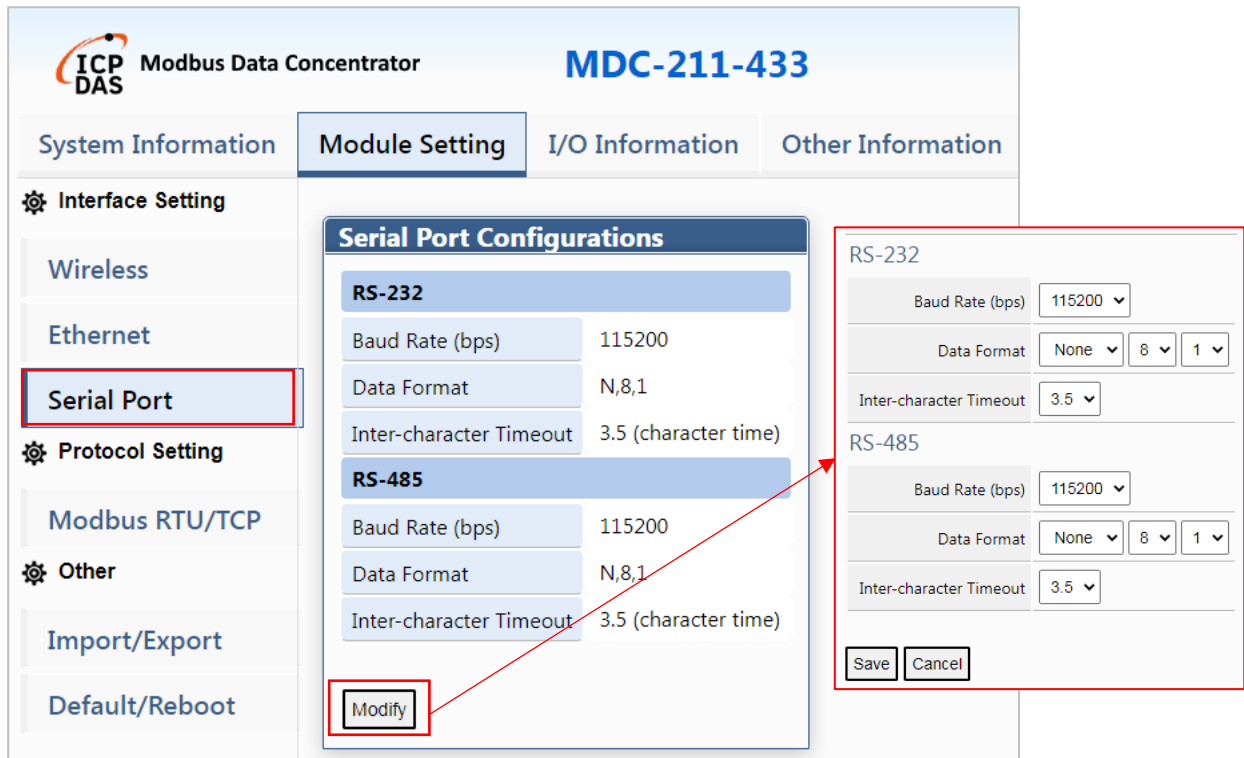 ICP DAS Modbus Data Concentrator MDC-211-433
System Information Module Setting I/O Information Other Information
Interface Setting
Wireless
Ethernet
Serial Port
Protocol Setting
Modbus RTU/TCP
Other
Import/Export
Default/Reboot
Serial Port Configurations
RS-232
Baud Rate (bps) 115200
Data Format N,8,1
Inter-character Timeout 3.5 (character time)
RS-485
Baud Rate (bps) 115200
Data Format N,8,1
Inter-character Timeout 3.5 (character time)
Modify
RS-232
Baud Rate (bps) 115200
Data Format None 8 1
Inter-character Timeout 3.5
RS-485
Baud Rate (bps) 115200
Data Format None 8 1
Inter-character Timeout 3.5
Save Cancel